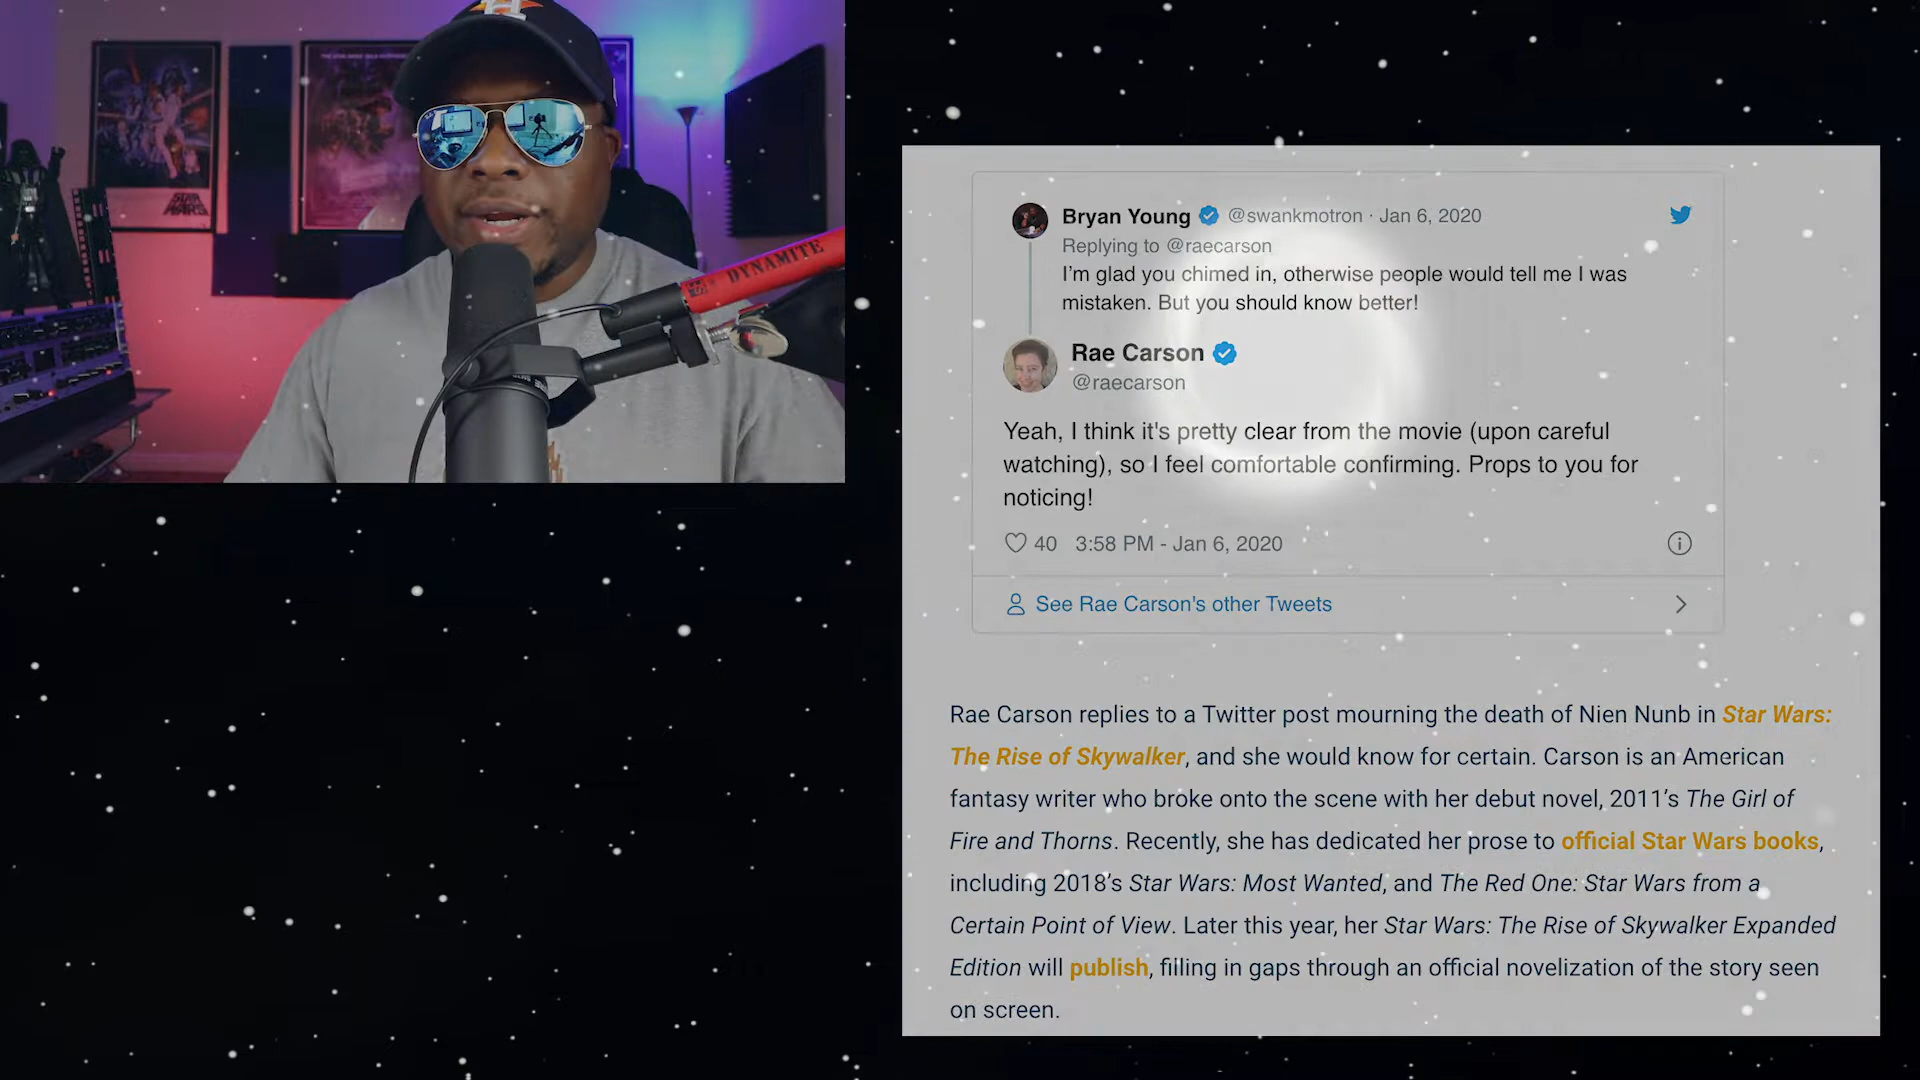 H
STAR
WARS
DYNAMITE
Bryan Young @swankmotron · Jan 6, 2020
Replying to @raecarson
I'm glad you chimed in, otherwise people would tell me I was
mistaken. But you should know better!
Rae Carson
@raecarson
Yeah, I think it's pretty clear from the movie (upon careful
watching), so I feel comfortable confirming. Props to you for
noticing!
40 3:58 PM - Jan 6, 2020
See Rae Carson's other Tweets
Rae Carson replies to a Twitter post mourning the death of Nien Nunb in Star Wars:
The Rise of Skywalker, and she would know for certain. Carson is an American
fantasy writer who broke onto the scene with her debut novel, 2011’s The Girl of
Fire and Thorns. Recently, she has dedicated her prose to official Star Wars books,
including 2018’s Star Wars: Most Wanted, and The Red One: Star Wars from a
Certain Point of View. Later this year, her Star Wars: The Rise of Skywalker Expanded
Edition will publish, filling in gaps through an official novelization of the story seen
on screen.